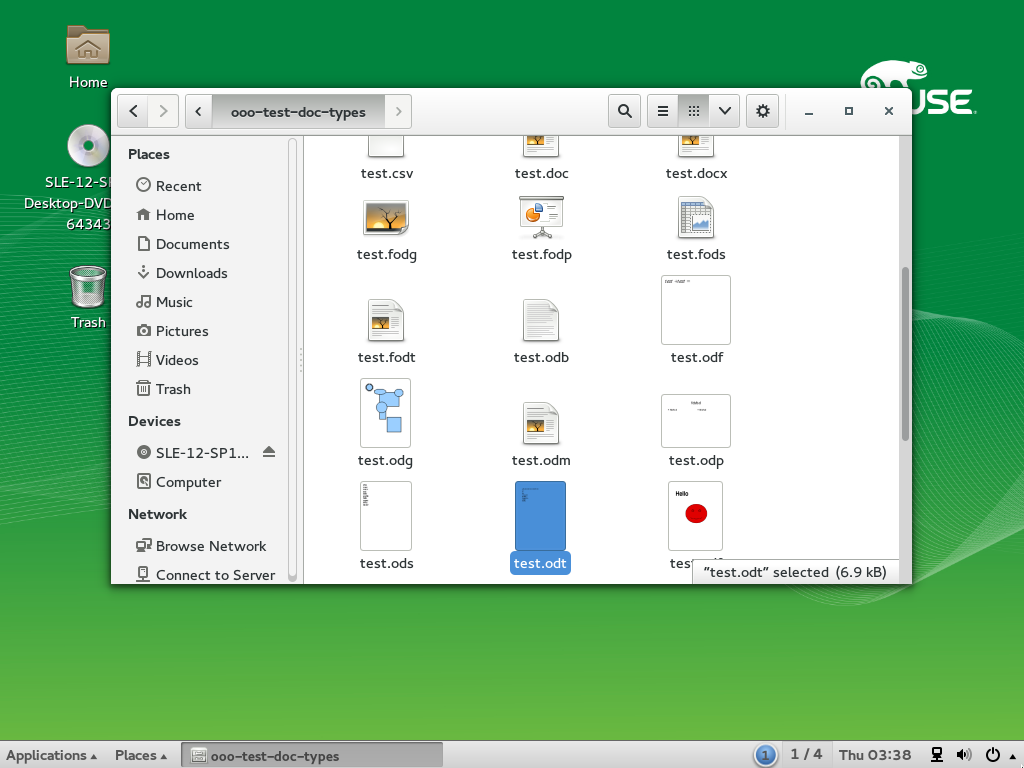 Home
SLE-12-S
Desktop-DVD
64343
Trash
USE
ooo-test-doc-types
Places
Recent
Home
Documents
Downloads
Music
Pictures
Videos
Trash
Devices
SLE-12-SP1...
Computer
Network
Browse Network
Connect to Server
test.csv
test.doc
test.docx
test.fodg
test.fodp
test.fods
test.fodt
test.odb
test.odf
test.odg
test.odm
test.odp
Hello
test.ods
test.odt
tes
"test.odt" selected (6.9 kB)
Applications
Places
ooo-test-doc-types
1
1 / 4
Thu 03:38